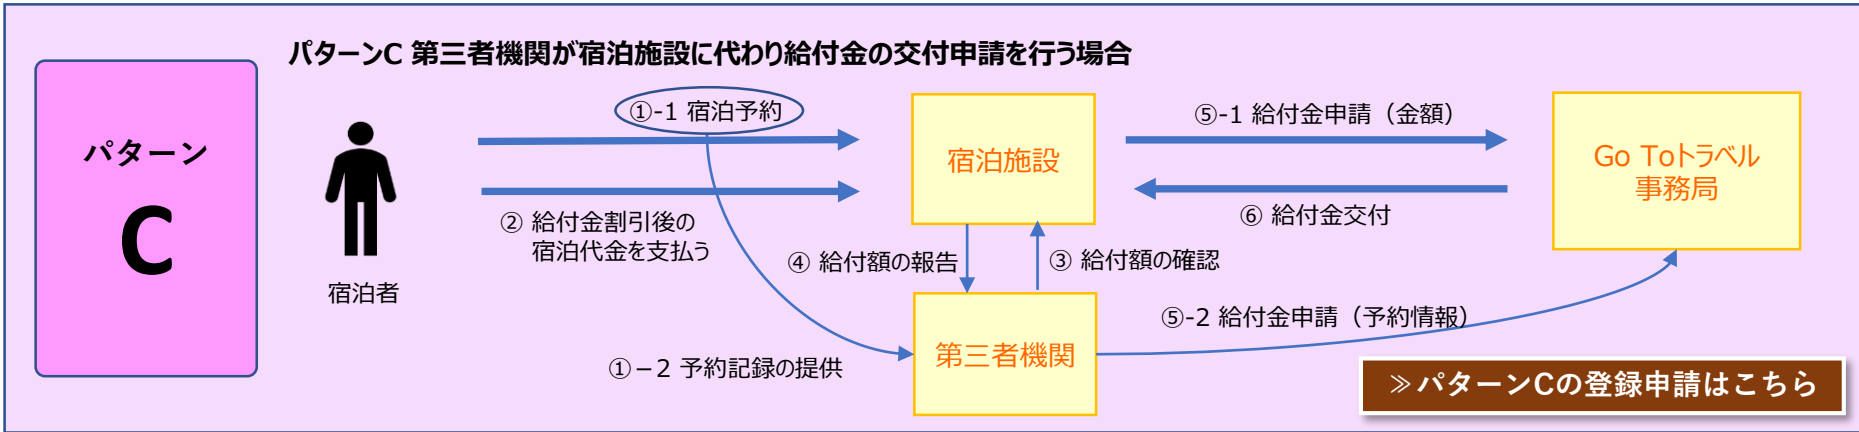 パターンC 第三者機関が宿泊施設に代わり給付金の交付申請を行う場合
パターン
C
宿泊者
①-1 宿泊予約
② 給付金割引後の
宿泊代金を支払う
①－2 予約記録の提供
宿泊施設
④ 給付額の報告
③ 給付額の確認
第三者機関
⑤-1 給付金申請（金額）
⑥ 給付金交付
⑤-2 給付金申請（予約情報）
Go Toトラベル
事務局
≫パターンCの登録申請はこちら